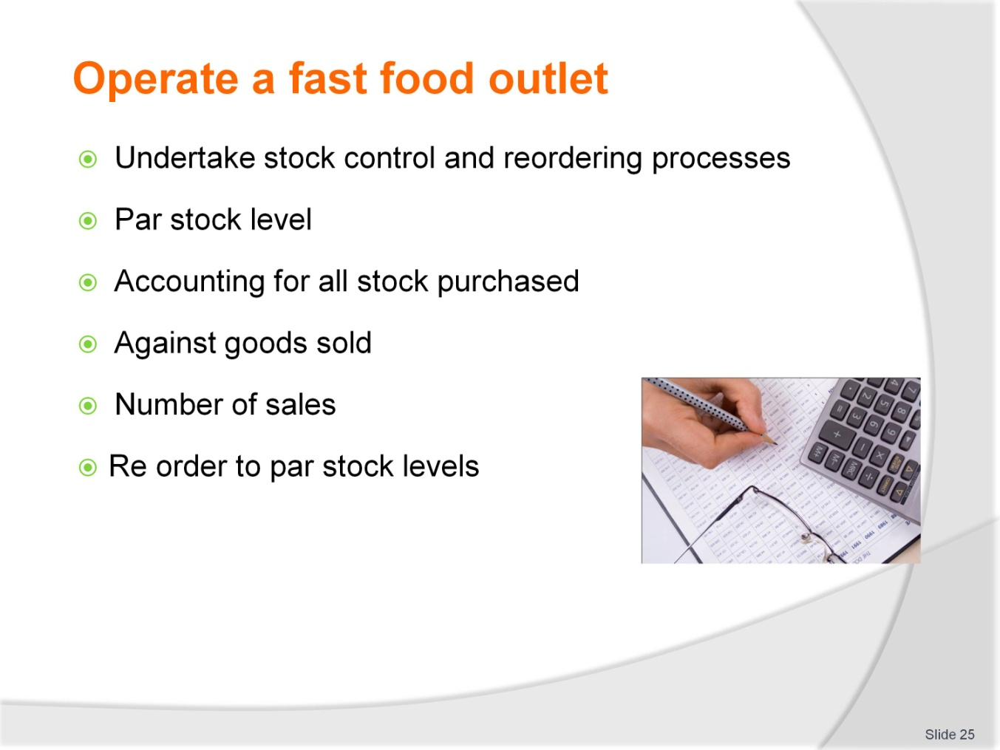 Operate a fast food outlet
Undertake stock control and reordering processes
Par stock level
Accounting for all stock purchased
Against goods sold
Number of sales
Re order to par stock levels
Slide 25